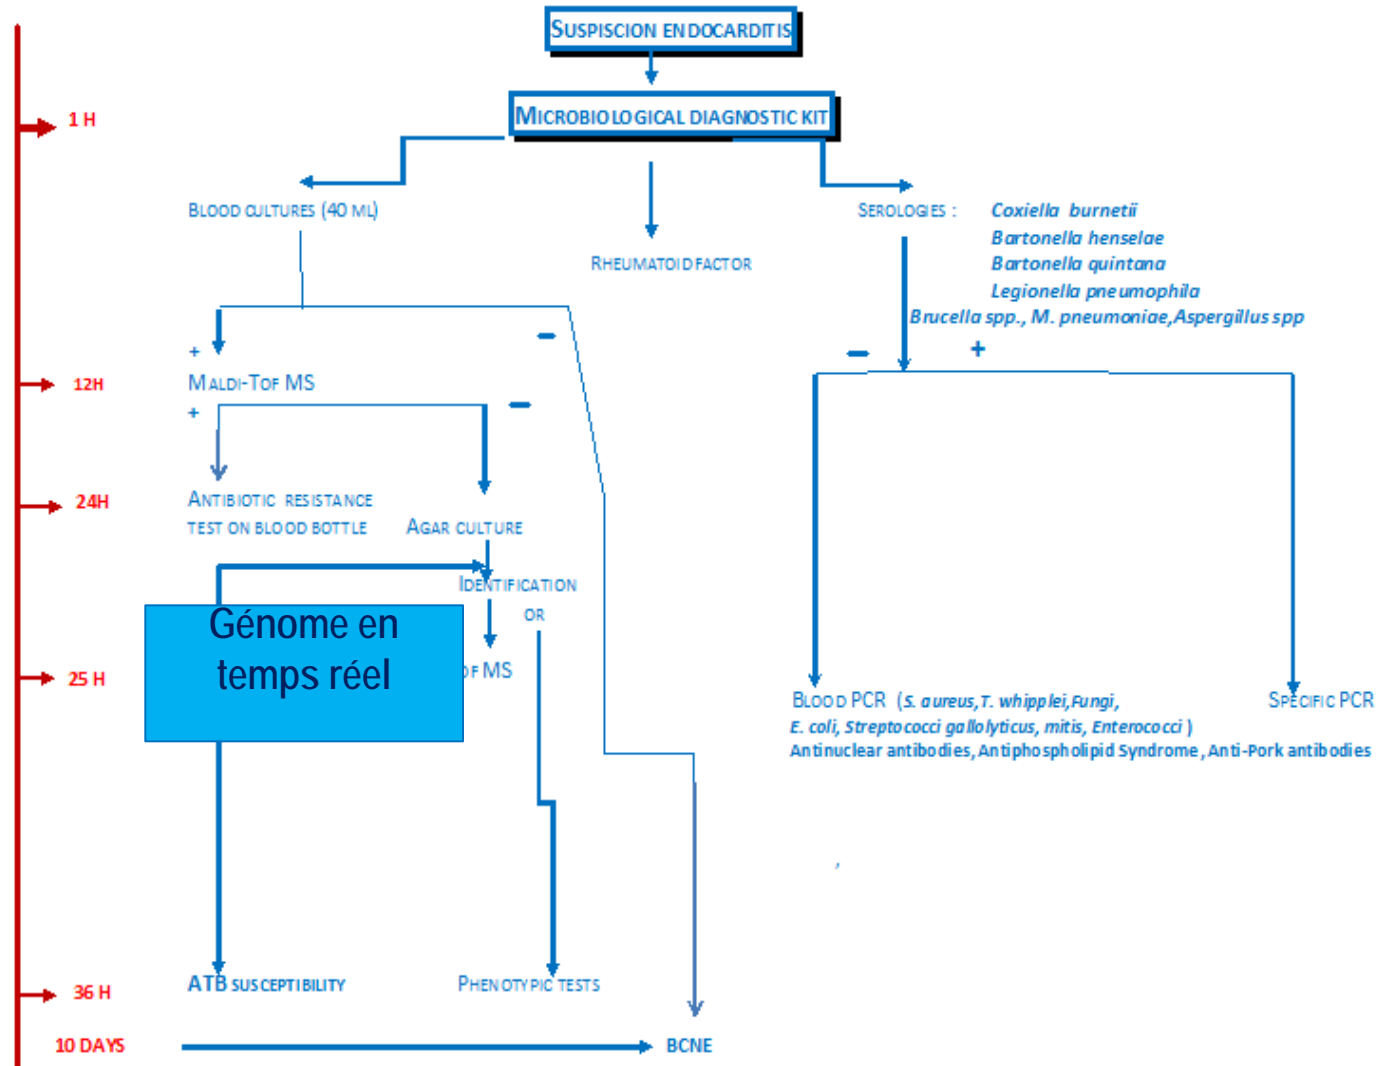 SUSPISCION ENDOCARDITIS
MICROBIOLOGICAL DIAGNOSTIC KIT
1 H
BLOOD CULTURES (40 ML)
RHEUMATOID FACTOR
SEROLOGIES : Coxiella burnetii
Bartonella henselae
Bartonella quintana
Legionella pneumophila
Brucella spp., M. pneumoniae,Aspergillus spp
+
−
−
+
12H
MALDI-TOF MS
+
−
24H
ANTIBIOTIC RESISTANCE
TEST ON BLOOD BOTTLE
AGAR CULTURE
IDENTIFICATION
OR
Génome en
temps réel
OF MS
25 H
BLOOD PCR (S. aureus,T. whipplei,Fungi,
E. coli, Streptococci gallolyticus, mitis, Enterococci )
Antinuclear antibodies, Antiphospholipid Syndrome, Anti-Pork antibodies
SPECIFIC PCR
,
36 H
ATB SUSCEPTIBILITY
PHENOTYPIC TESTS
10 DAYS
BCNE